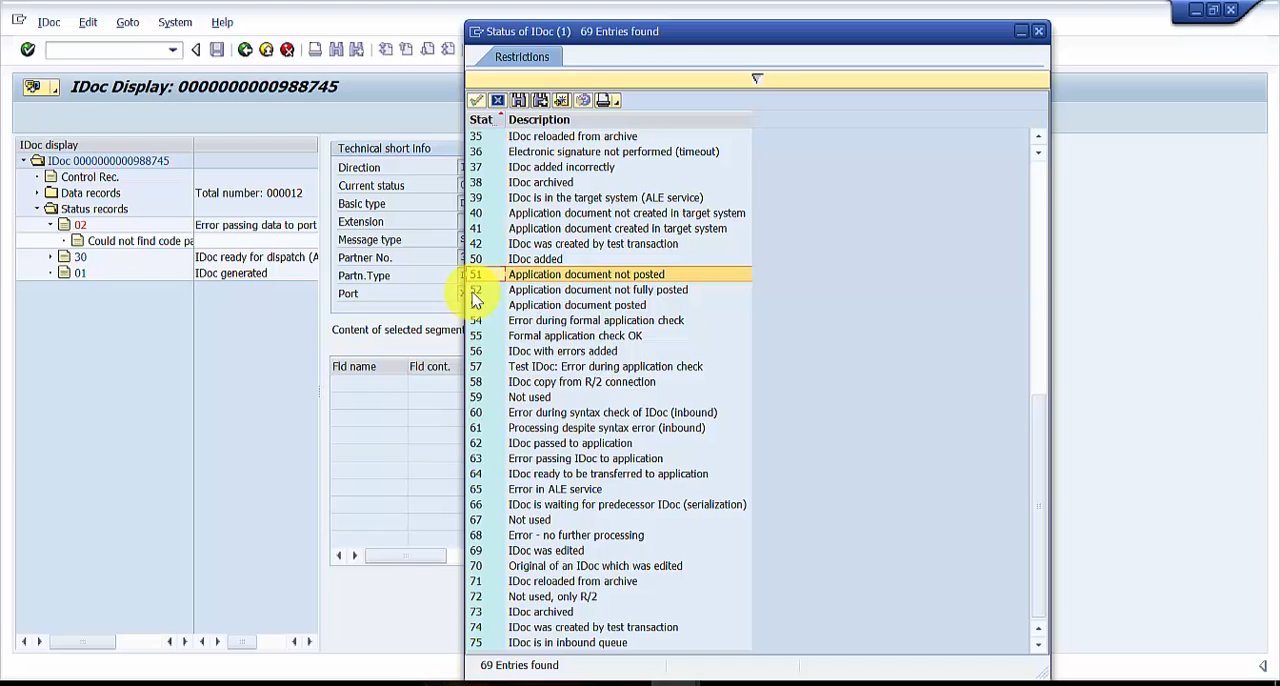 IDoc Edit Goto System Help
IDoc Display: 0000000000988745
IDoc display
IDoc 0000000000988745
Control Rec.
Data records Total number: 000012
Status records
02 Error passing data to port
Could not find code pa
30 IDoc ready for dispatch (A
01 IDoc generated
Technical short Info
Direction
Current status
Basic type
Extension
Message type
Partner No.
Partn.Type
Port
Content of selected segment
Fld name Fld cont.
Status of IDoc (1) 69 Entries found
Restrictions
Stat Description
35 IDoc reloaded from archive
36 Electronic signature not performed (timeout)
37 IDoc added incorrectly
38 IDoc archived
39 IDoc is in the target system (ALE service)
40 Application document not created in target system
41 Application document created in target system
42 IDoc was created by test transaction
50 IDoc added
51 Application document not posted
52 Application document not fully posted
Application document posted
54 Error during formal application check
55 Formal application check OK
56 IDoc with errors added
57 Test IDoc: Error during application check
58 IDoc copy from R/2 connection
59 Not used
60 Error during syntax check of IDoc (inbound)
61 Processing despite syntax error (inbound)
62 IDoc passed to application
63 Error passing IDoc to application
64 IDoc ready to be transferred to application
65 Error in ALE service
66 IDoc is waiting for predecessor IDoc (serialization)
67 Not used
68 Error - no further processing
69 IDoc was edited
70 Original of an IDoc which was edited
71 IDoc reloaded from archive
72 Not used, only R/2
73 IDoc archived
74 IDoc was created by test transaction
75 IDoc is in inbound queue
69 Entries found